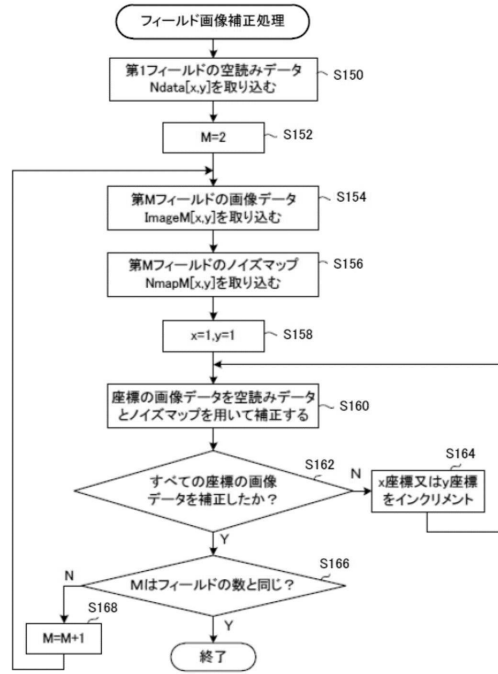 フィールド画像補正処理
第1フィールドの空読みデータ
Ndata[x,y]を取り込む
S150
M=2
S152
第Mフィールドの画像データ
ImageM[x,y]を取り込む
S154
第Mフィールドのノイズマップ
NmapM[x,y]を取り込む
S156
x=1,y=1
S158
座標の画像データを空読みデータ
とノイズマップを用いて補正する
S160
すべての座標の画像
データを補正したか？
S162
N
S164
x座標又はy座標
をインクリメント
Y
Mはフィールドの数と同じ？
S166
N
S168
M=M+1
Y
終了